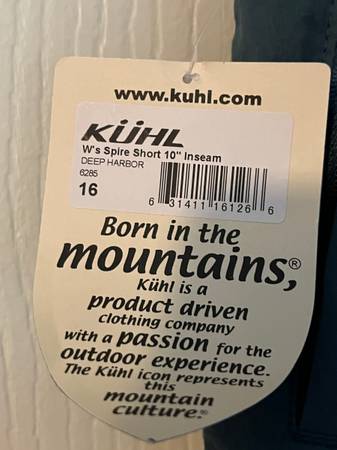 www.kuhl.com
KÜHL
W's Spire Short 10" Inseam
DEEP HARBOR
6285
16
6 31411 16126 6
Born in the
mountains,®
Kühl is a
product driven
clothing company
with a passion for the
outdoor experience.
The Kühl icon represents
this
mountain
culture.®